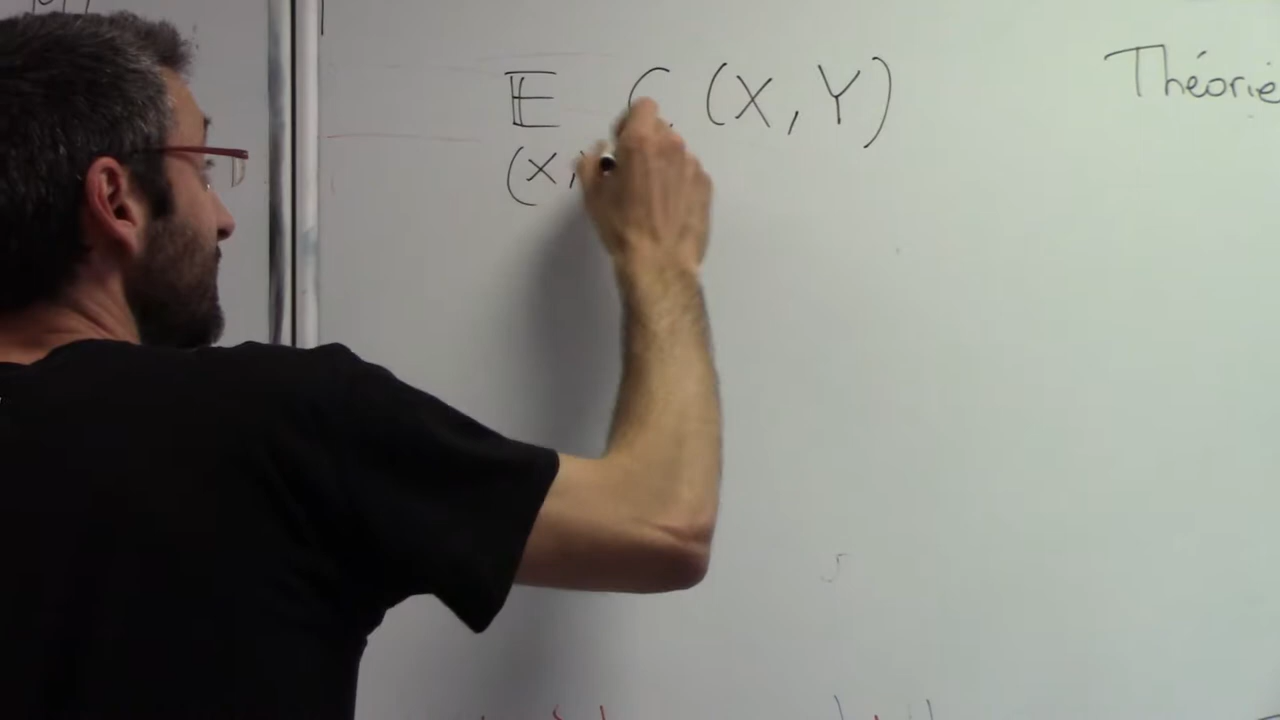 𝔼 C (X, Y)
(X,
Théorie